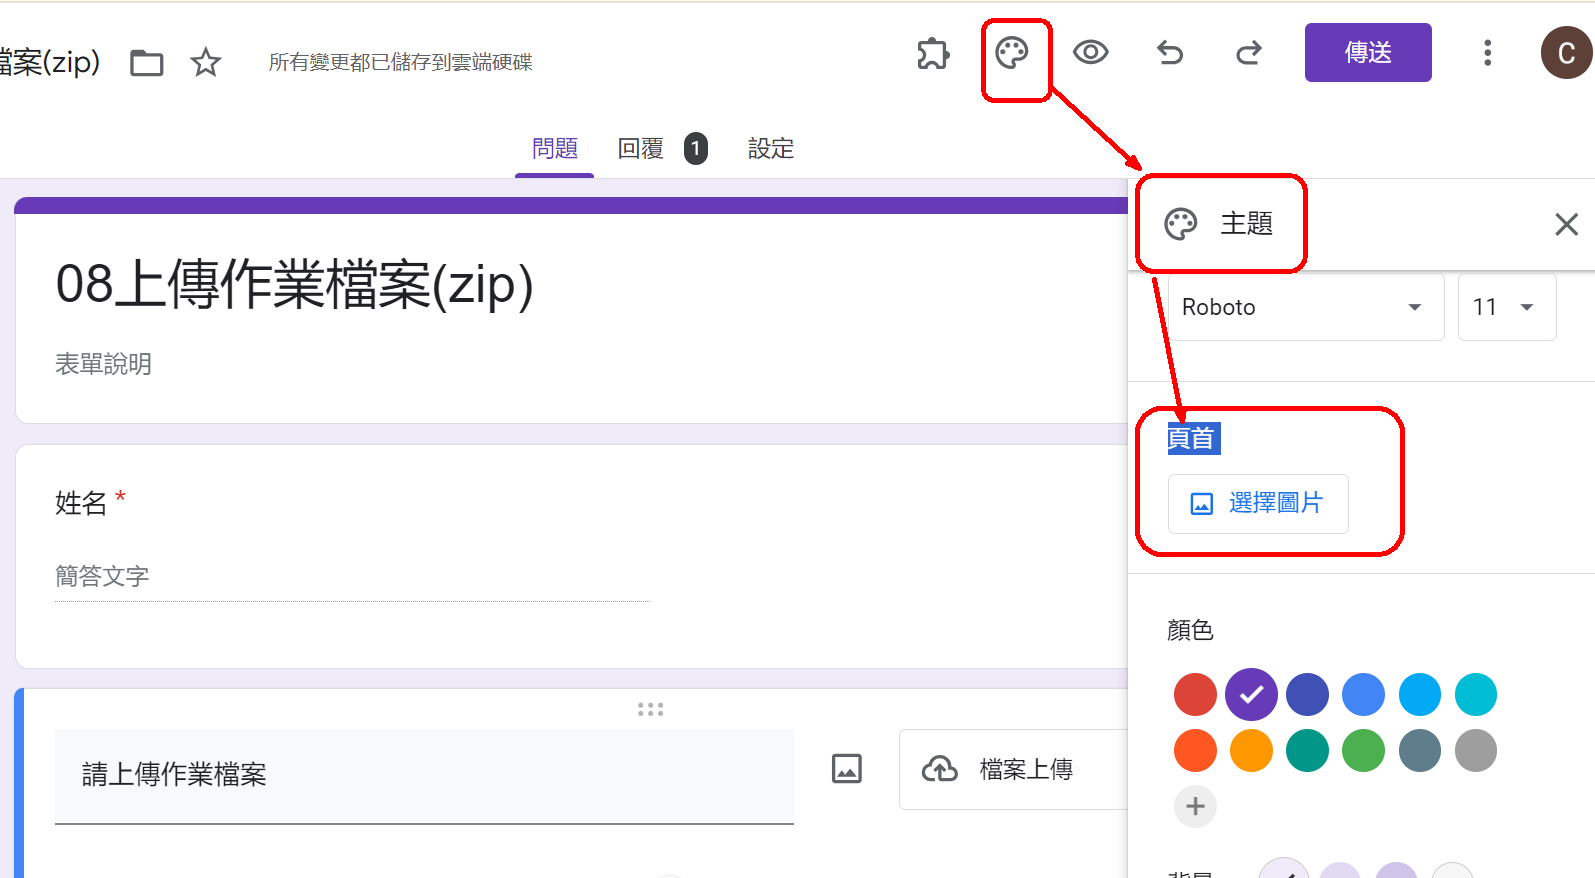 檔案(zip)
所有變更都已儲存到雲端硬碟
傳送
C
問題
回覆 1
設定
主題
08上傳作業檔案(zip)
Roboto
11
表單說明
頁首
選擇圖片
姓名 *
簡答文字
顏色
請上傳作業檔案
檔案上傳
背景